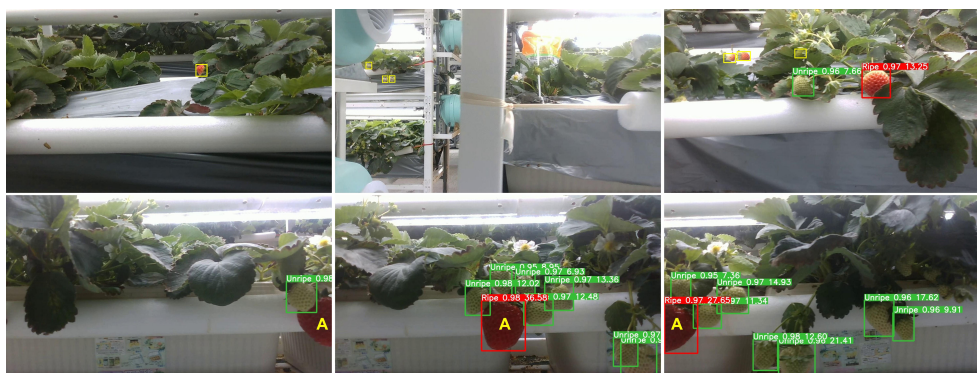 Ripe 0.97 13.25
Unripe 0.96 7.66
Unripe 0.98
A
Unripe 0.95 8.95
Unripe 0.97 6.93
Unripe 0.97 13.36
Unripe 0.98 12.02
Ripe 0.98 36.58
0.97 12.48
A
Unripe 0.97
Unripe 0.95 7.36
Unripe 0.97 14.93
Ripe 0.97 27.65
0.97 11.34
A
Unripe 0.96 17.62
Unripe 0.96 9.91
Unripe 0.98 12.60
21.41